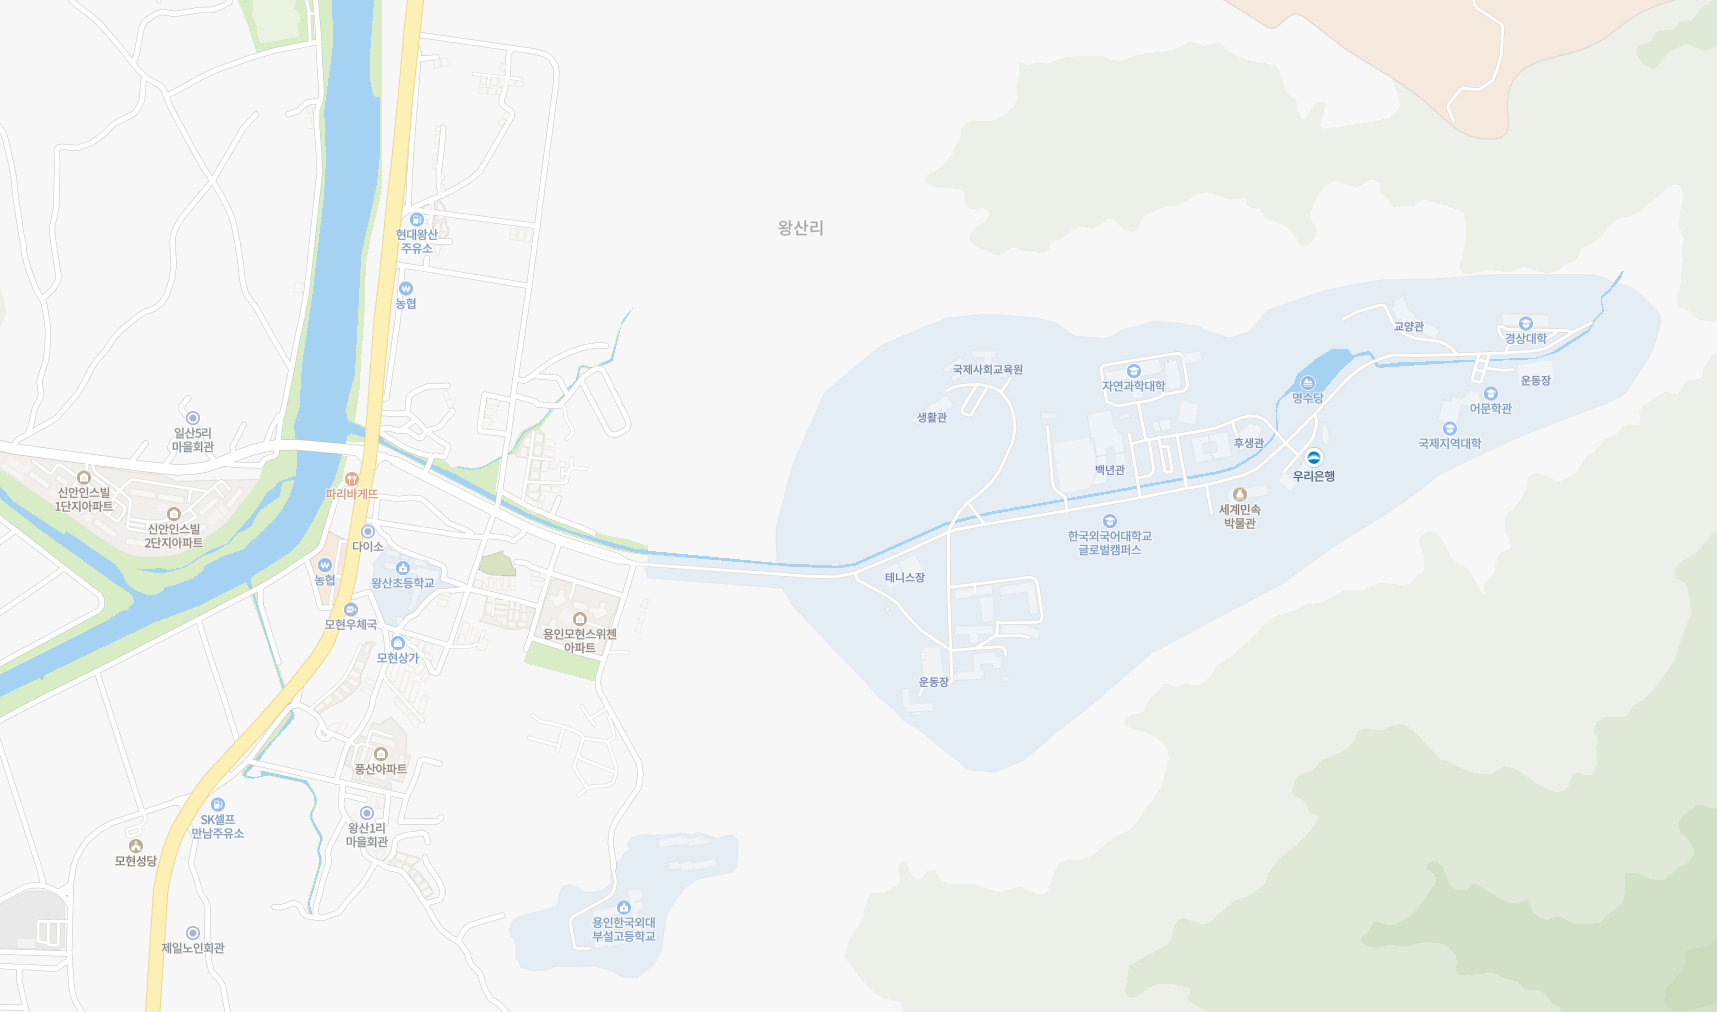 왕산리
현대왕산
주유소
농협
국제사회교육원
생활관
자연과학대학
교양관
경상대학
운동장
명수당
어문학관
국제지역대학
후생관
우리은행
백년관
세계민속
박물관
한국외국어대학교
글로벌캠퍼스
테니스장
운동장
일산5리
마을회관
신안인스빌
1단지아파트
신안인스빌
2단지아파트
파리바게뜨
다이소
농협
왕산초등학교
모현우체국
모현상가
용인모현스위첸
아파트
풍산아파트
SK셀프
만남주유소
왕산1리
마을회관
모현성당
제일노인회관
용인한국외대
부설고등학교